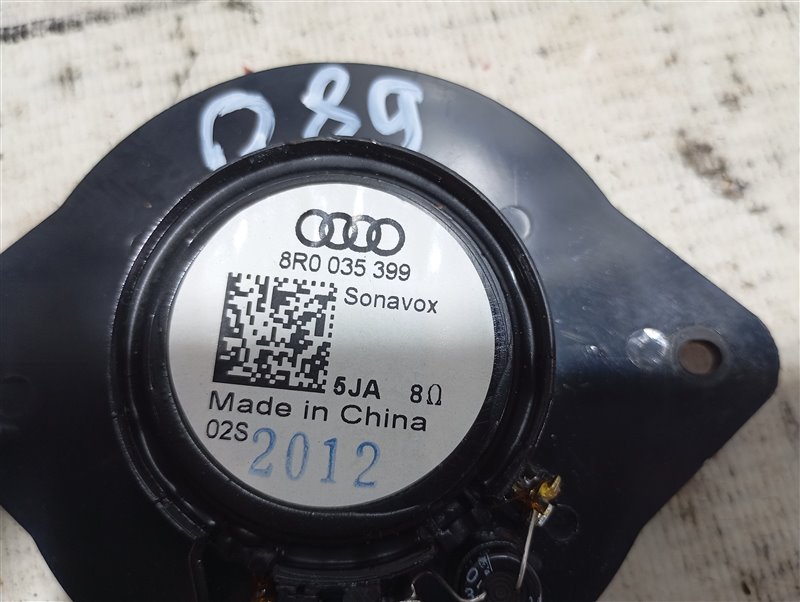 089
8R0 035 399
Sonavox
5JA 8Ω
Made in China
02S
2012